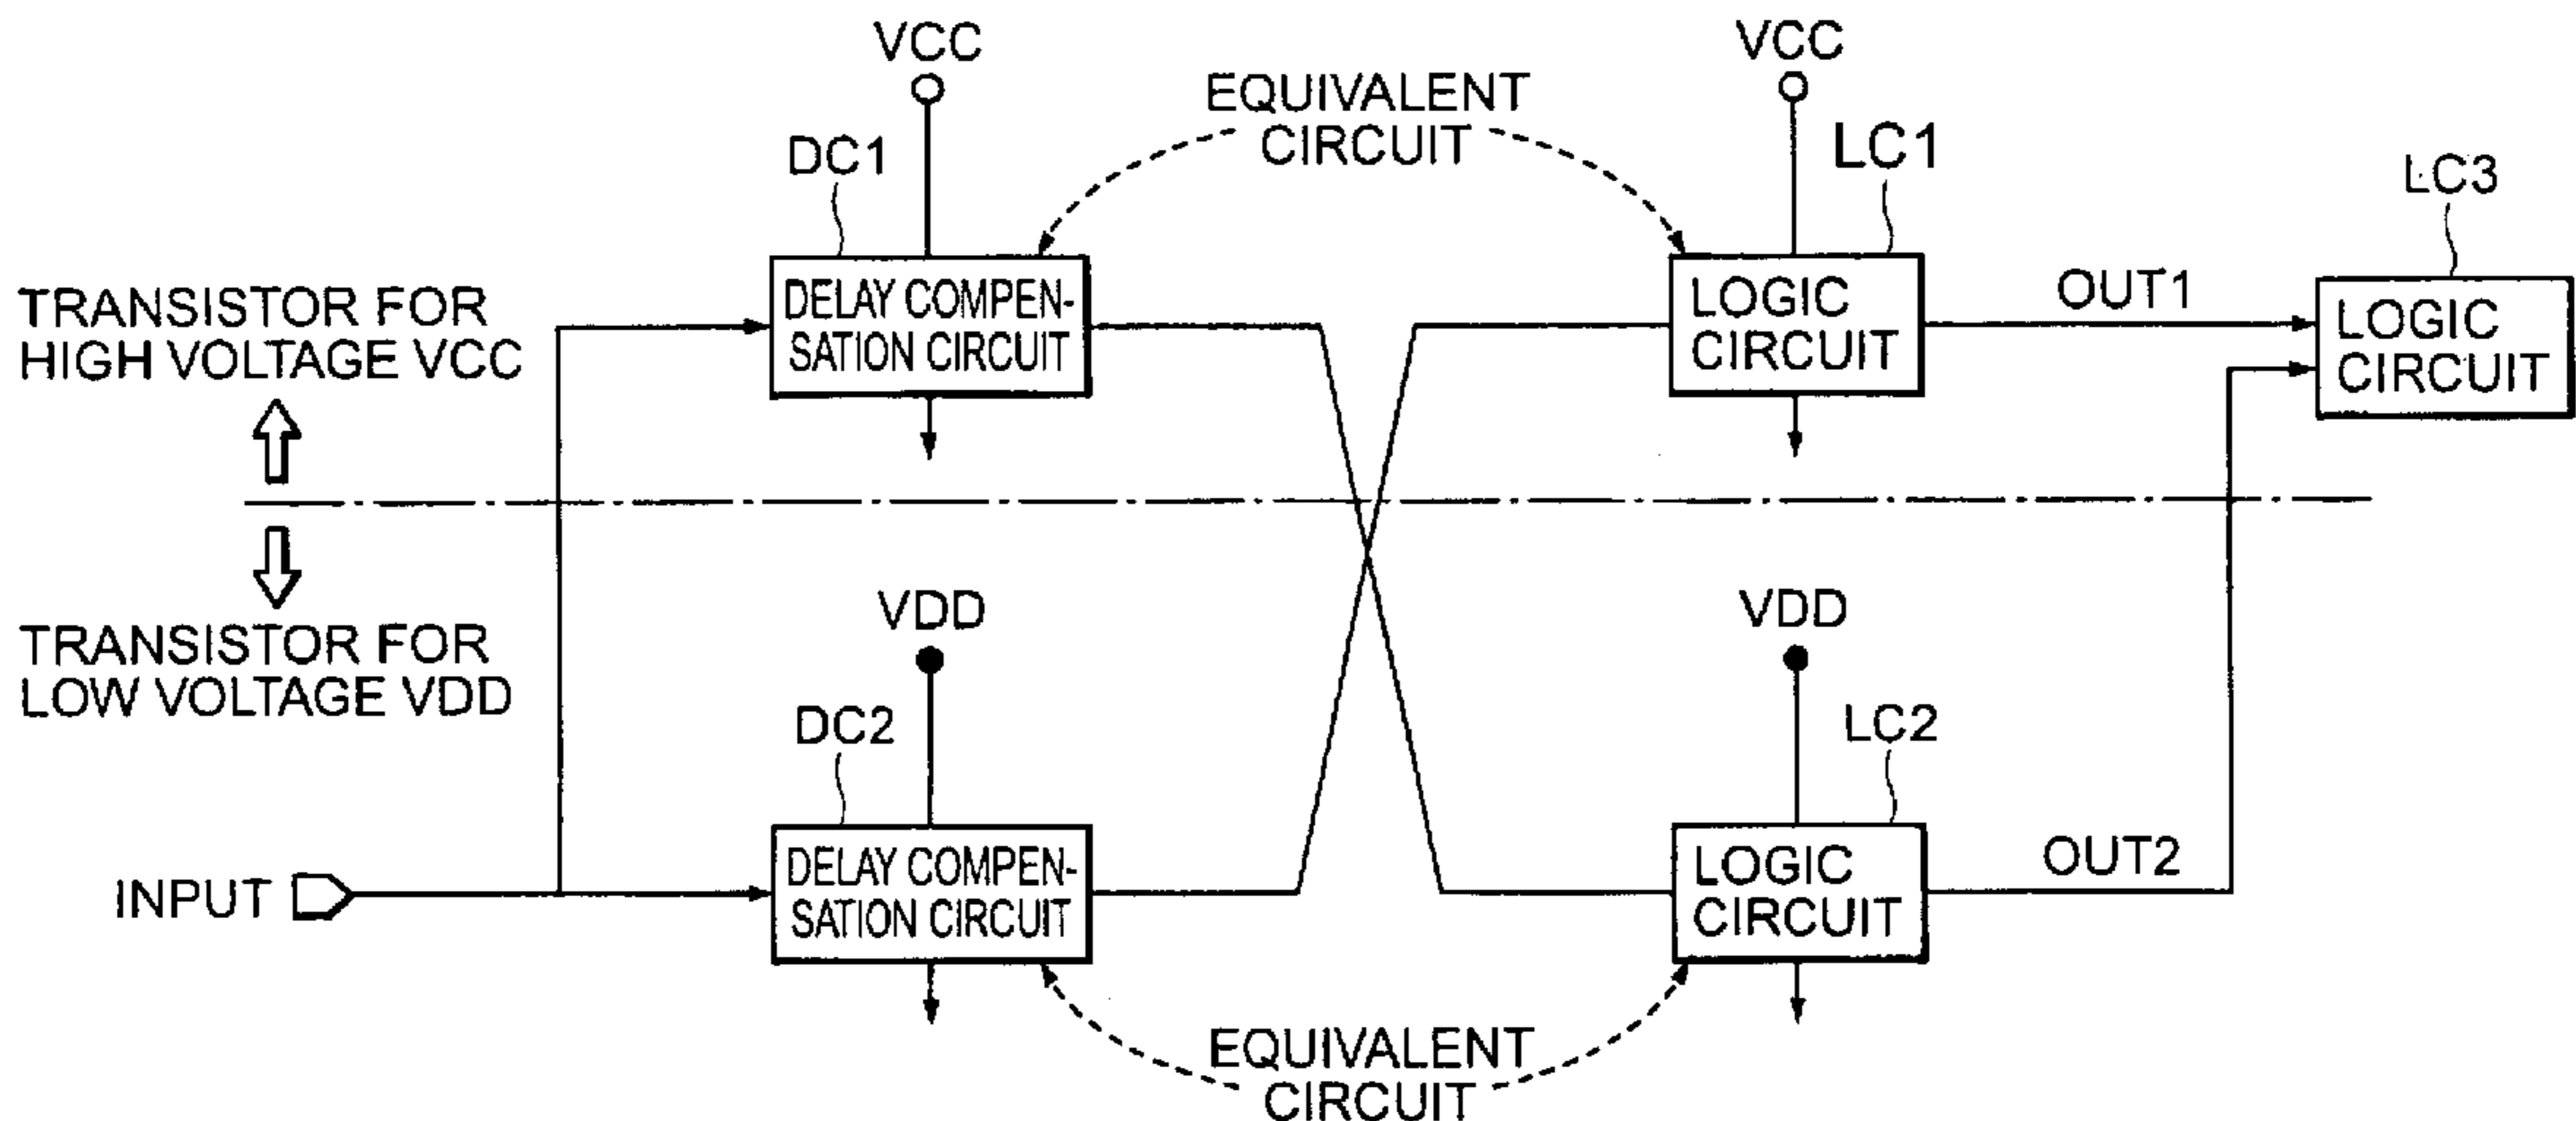 VCC
VCC
EQUIVALENT
CIRCUIT
DC1
LC1
LC3
TRANSISTOR FOR
HIGH VOLTAGE VCC
DELAY COMPEN-
SATION CIRCUIT
LOGIC
CIRCUIT
OUT1
LOGIC
CIRCUIT
TRANSISTOR FOR
LOW VOLTAGE VDD
VDD
VDD
DC2
LC2
INPUT
DELAY COMPEN-
SATION CIRCUIT
LOGIC
CIRCUIT
OUT2
EQUIVALENT
CIRCUIT